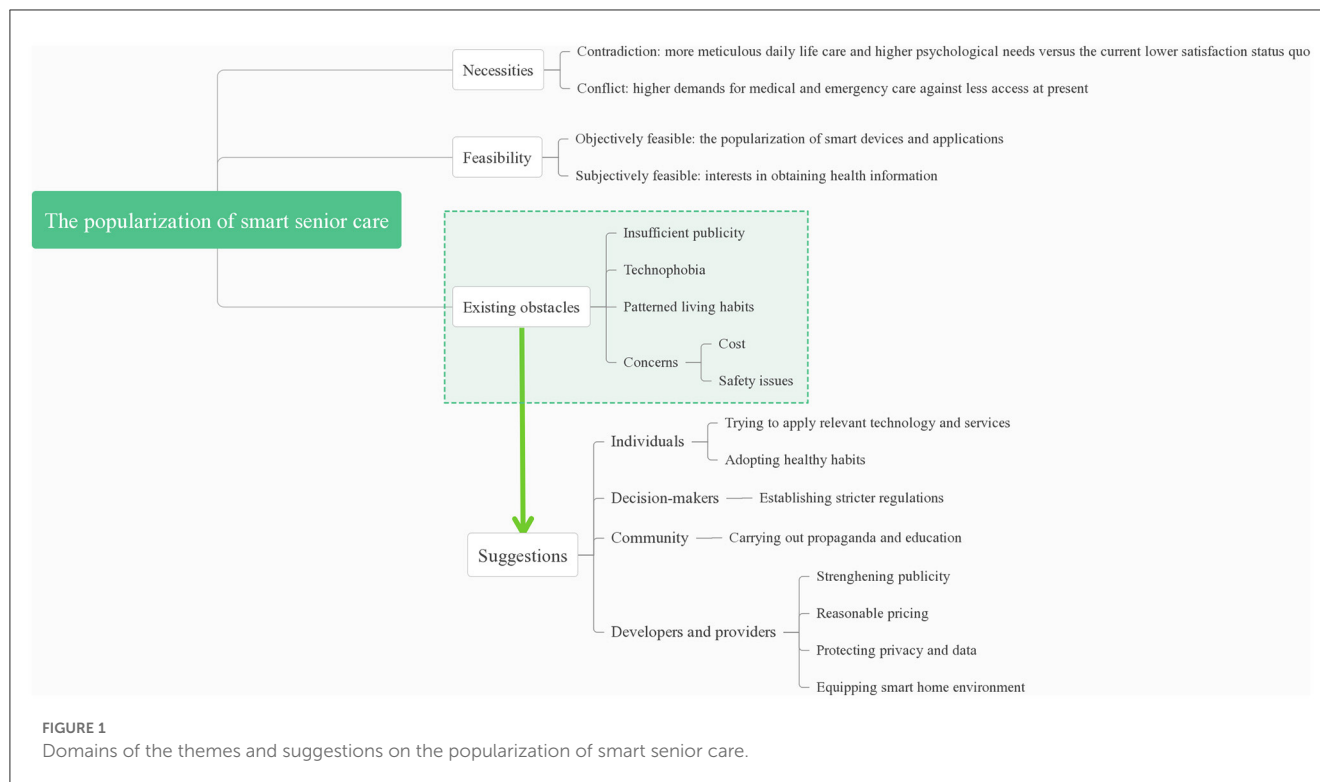 The popularization of smart senior care
Necessities
Contradiction: more meticulous daily life care and higher psychological needs versus the current lower satisfaction status quo
Conflict: higher demands for medical and emergency care against less access at present
Feasibility
Objectively feasible: the popularization of smart devices and applications
Subjectively feasible: interests in obtaining health information
Existing obstacles
Insufficient publicity
Technophobia
Patterned living habits
Concerns
Cost
Safety issues
Suggestions
Individuals
Trying to apply relevant technology and services
Adopting healthy habits
Decision-makers
Establishing stricter regulations
Community
Carrying out propaganda and education
Developers and providers
Strengthening publicity
Reasonable pricing
Protecting privacy and data
Equipping smart home environment
FIGURE 1
Domains of the themes and suggestions on the popularization of smart senior care.